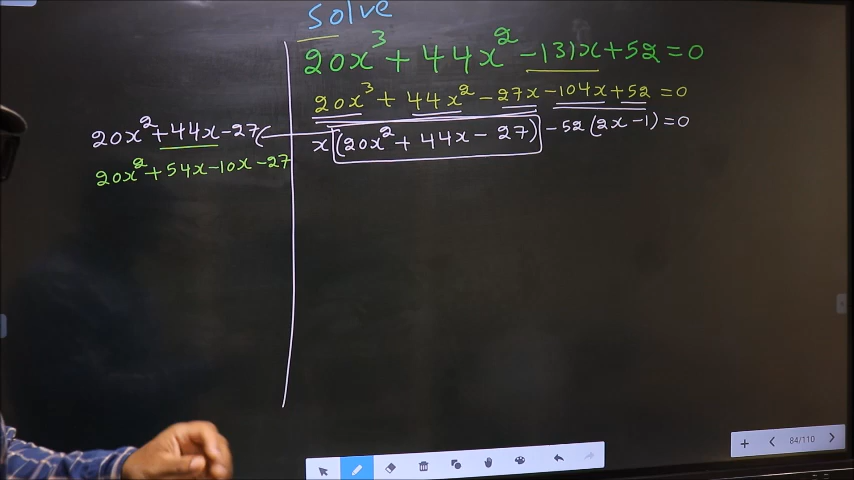 Solve
20x³ + 44x² - 131x + 52 = 0
20x³ + 44x² - 27x - 104x + 52 = 0
x(20x² + 44x - 27) - 52(2x - 1) = 0
20x² + 44x - 27
20x² + 54x - 10x - 27
84/110